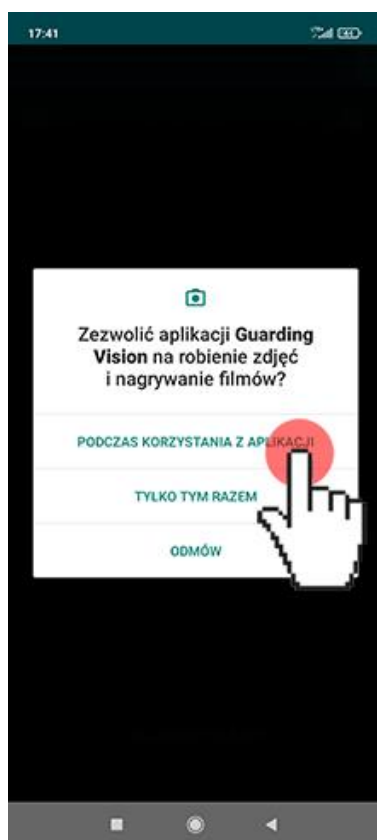 17:41
Zezwolić aplikacji Guarding
Vision na robienie zdjęć
i nagrywanie filmów?
PODCZAS KORZYSTANIA Z APLIKACJI
TYLKO TYM RAZEM
ODMÓW